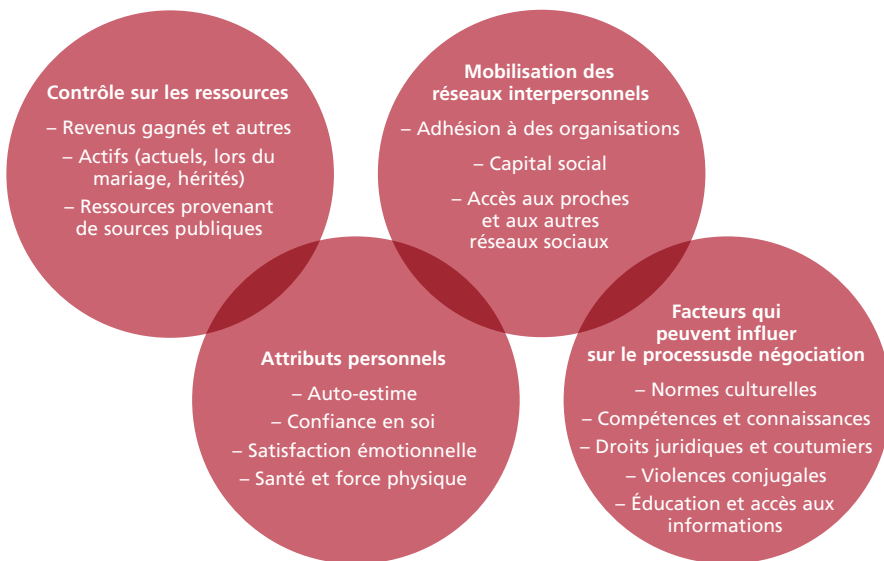 Contrôle sur les ressources
– Revenus gagnés et autres
– Actifs (actuels, lors du
mariage, hérités)
– Ressources provenant
de sources publiques
Mobilisation des
réseaux interpersonnels
– Adhésion à des organisations
– Capital social
– Accès aux proches
et aux autres
réseaux sociaux
Attributs personnels
– Auto-estime
– Confiance en soi
– Satisfaction émotionnelle
– Santé et force physique
Facteurs qui
peuvent influer
sur le processusde négociation
– Normes culturelles
– Compétences et connaissances
– Droits juridiques et coutumiers
– Violences conjugales
– Éducation et accès aux
informations